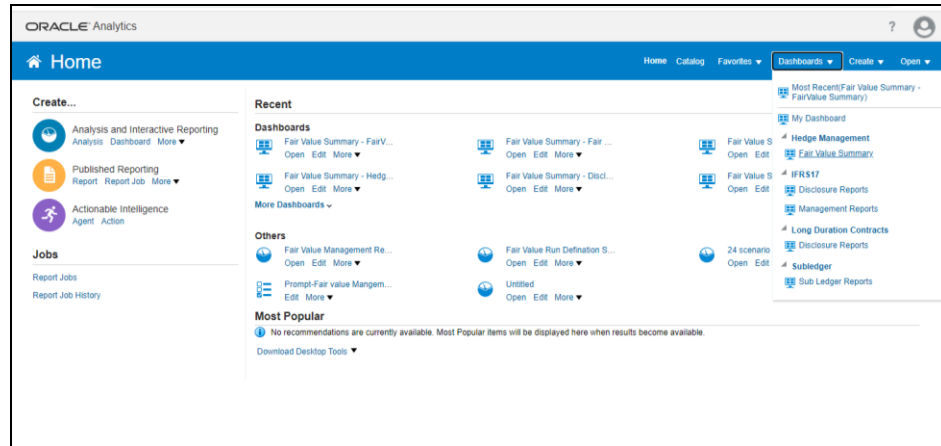 ORACLE Analytics
?
Home
Home Catalog Favorites Dashboards Create Open
Create...
Analysis and Interactive Reporting
Analysis Dashboard More
Published Reporting
Report Report Job More
Actionable Intelligence
Agent Action
Jobs
Report Jobs
Report Job History
Recent
Dashboards
Fair Value Summary - FairV...
Open Edit More
Fair Value Summary - Fair ...
Open Edit More
Fair Value S
Open Edit
Fair Value Summary - Hedg...
Open Edit More
Fair Value Summary - Discl...
Open Edit More
Fair Value S
Open Edit
More Dashboards
Others
Fair Value Management Re...
Open Edit More
Fair Value Run Defination S...
Open Edit More
24 scenario
Open Edit
Prompt-Fair value Mangem...
Edit More
Untitled
Open Edit More
Most Popular
No recommendations are currently available. Most Popular items will be displayed here when results become available.
Download Desktop Tools
Most Recent(Fair Value Summary -
FairValue Summary)
My Dashboard
Hedge Management
Fair Value Summary
IFRS17
Disclosure Reports
Management Reports
Long Duration Contracts
Disclosure Reports
Subledger
Sub Ledger Reports